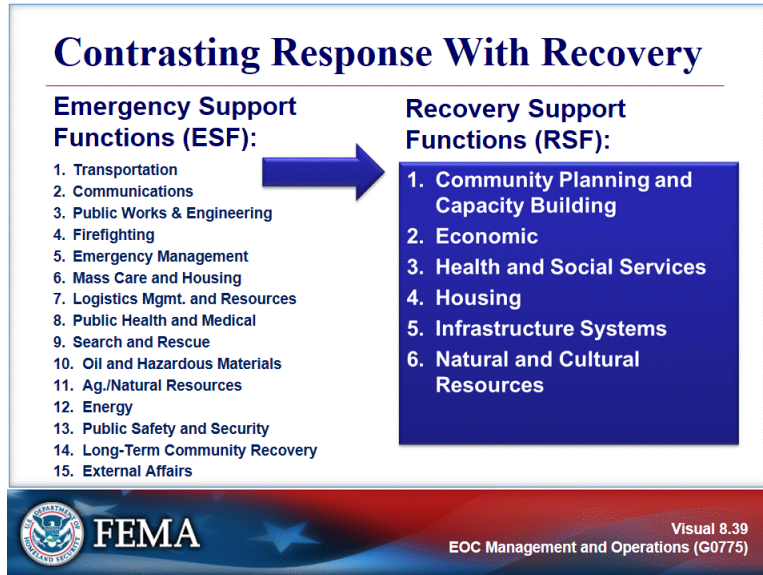 Contrasting Response With Recovery
Emergency Support
Functions (ESF):
1. Transportation
2. Communications
3. Public Works & Engineering
4. Firefighting
5. Emergency Management
6. Mass Care and Housing
7. Logistics Mgmt. and Resources
8. Public Health and Medical
9. Search and Rescue
10. Oil and Hazardous Materials
11. Ag./Natural Resources
12. Energy
13. Public Safety and Security
14. Long-Term Community Recovery
15. External Affairs
Recovery Support
Functions (RSF):
1. Community Planning and
Capacity Building
2. Economic
3. Health and Social Services
4. Housing
5. Infrastructure Systems
6. Natural and Cultural
Resources
U.S. DEPARTMENT OF
HOMELAND SECURITY
FEMA
Visual 8.39
EOC Management and Operations (G0775)